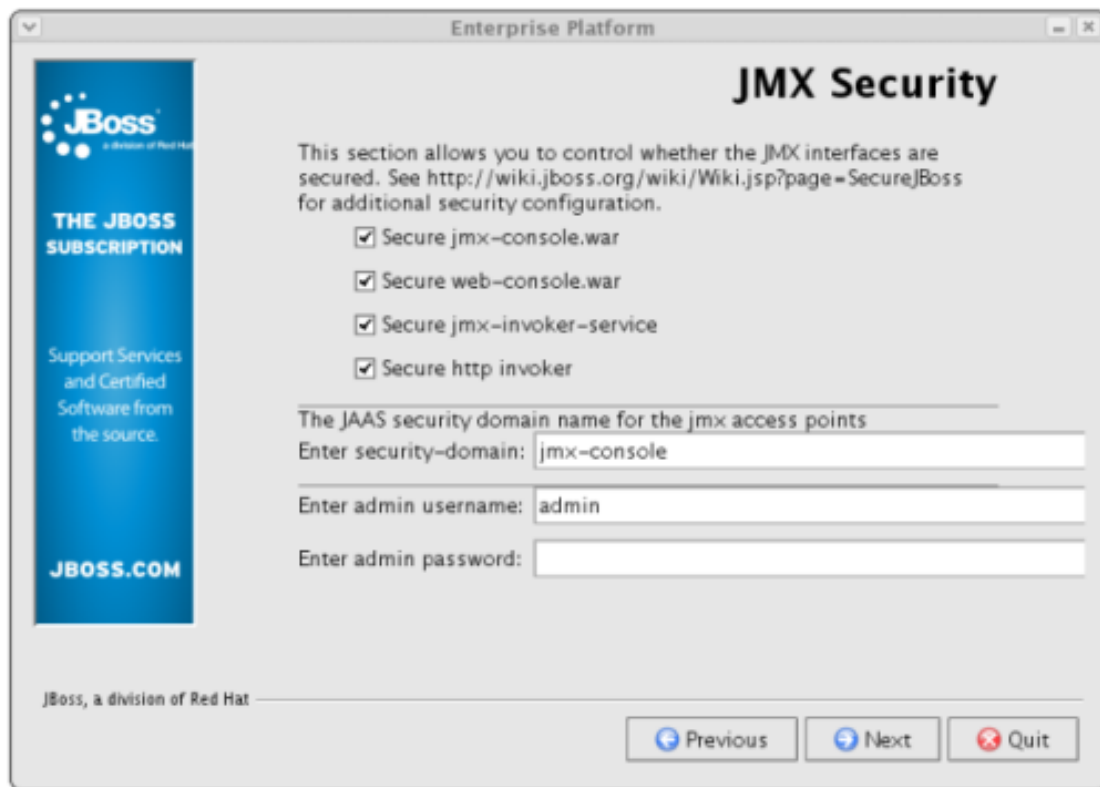 Enterprise Platform
JBoss
a division of Red Hat
THE JBOSS
SUBSCRIPTION
Support Services
and Certified
Software from
the source.
JBOSS.COM
JMX Security
This section allows you to control whether the JMX interfaces are
secured. See http://wiki.jboss.org/wiki/Wiki.jsp?page=SecureJBoss
for additional security configuration.
Secure jmx-console.war
Secure web-console.war
Secure jmx-invoker-service
Secure http invoker
The JAAS security domain name for the jmx access points
Enter security-domain: jmx-console
Enter admin username: admin
Enter admin password:
JBoss, a division of Red Hat
Previous Next Quit